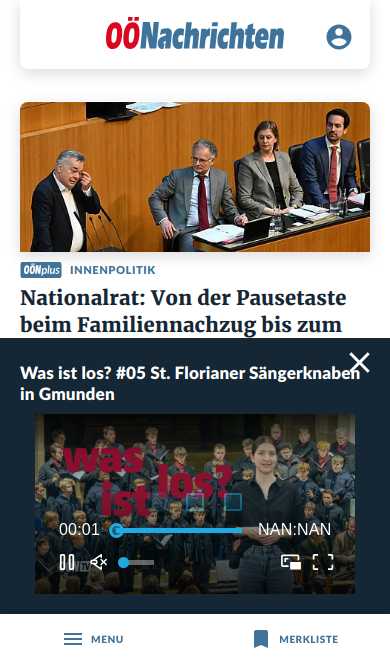 OÖNachrichten
OÖNplus INNENPOLITIK
Nationalrat: Von der Pausetaste
beim Familiennachzug bis zum
Was ist los? #05 St. Florianer Sängerknaben
in Gmunden
was
ist los?
00:01 NAN:NAN
MENU MERKLISTE